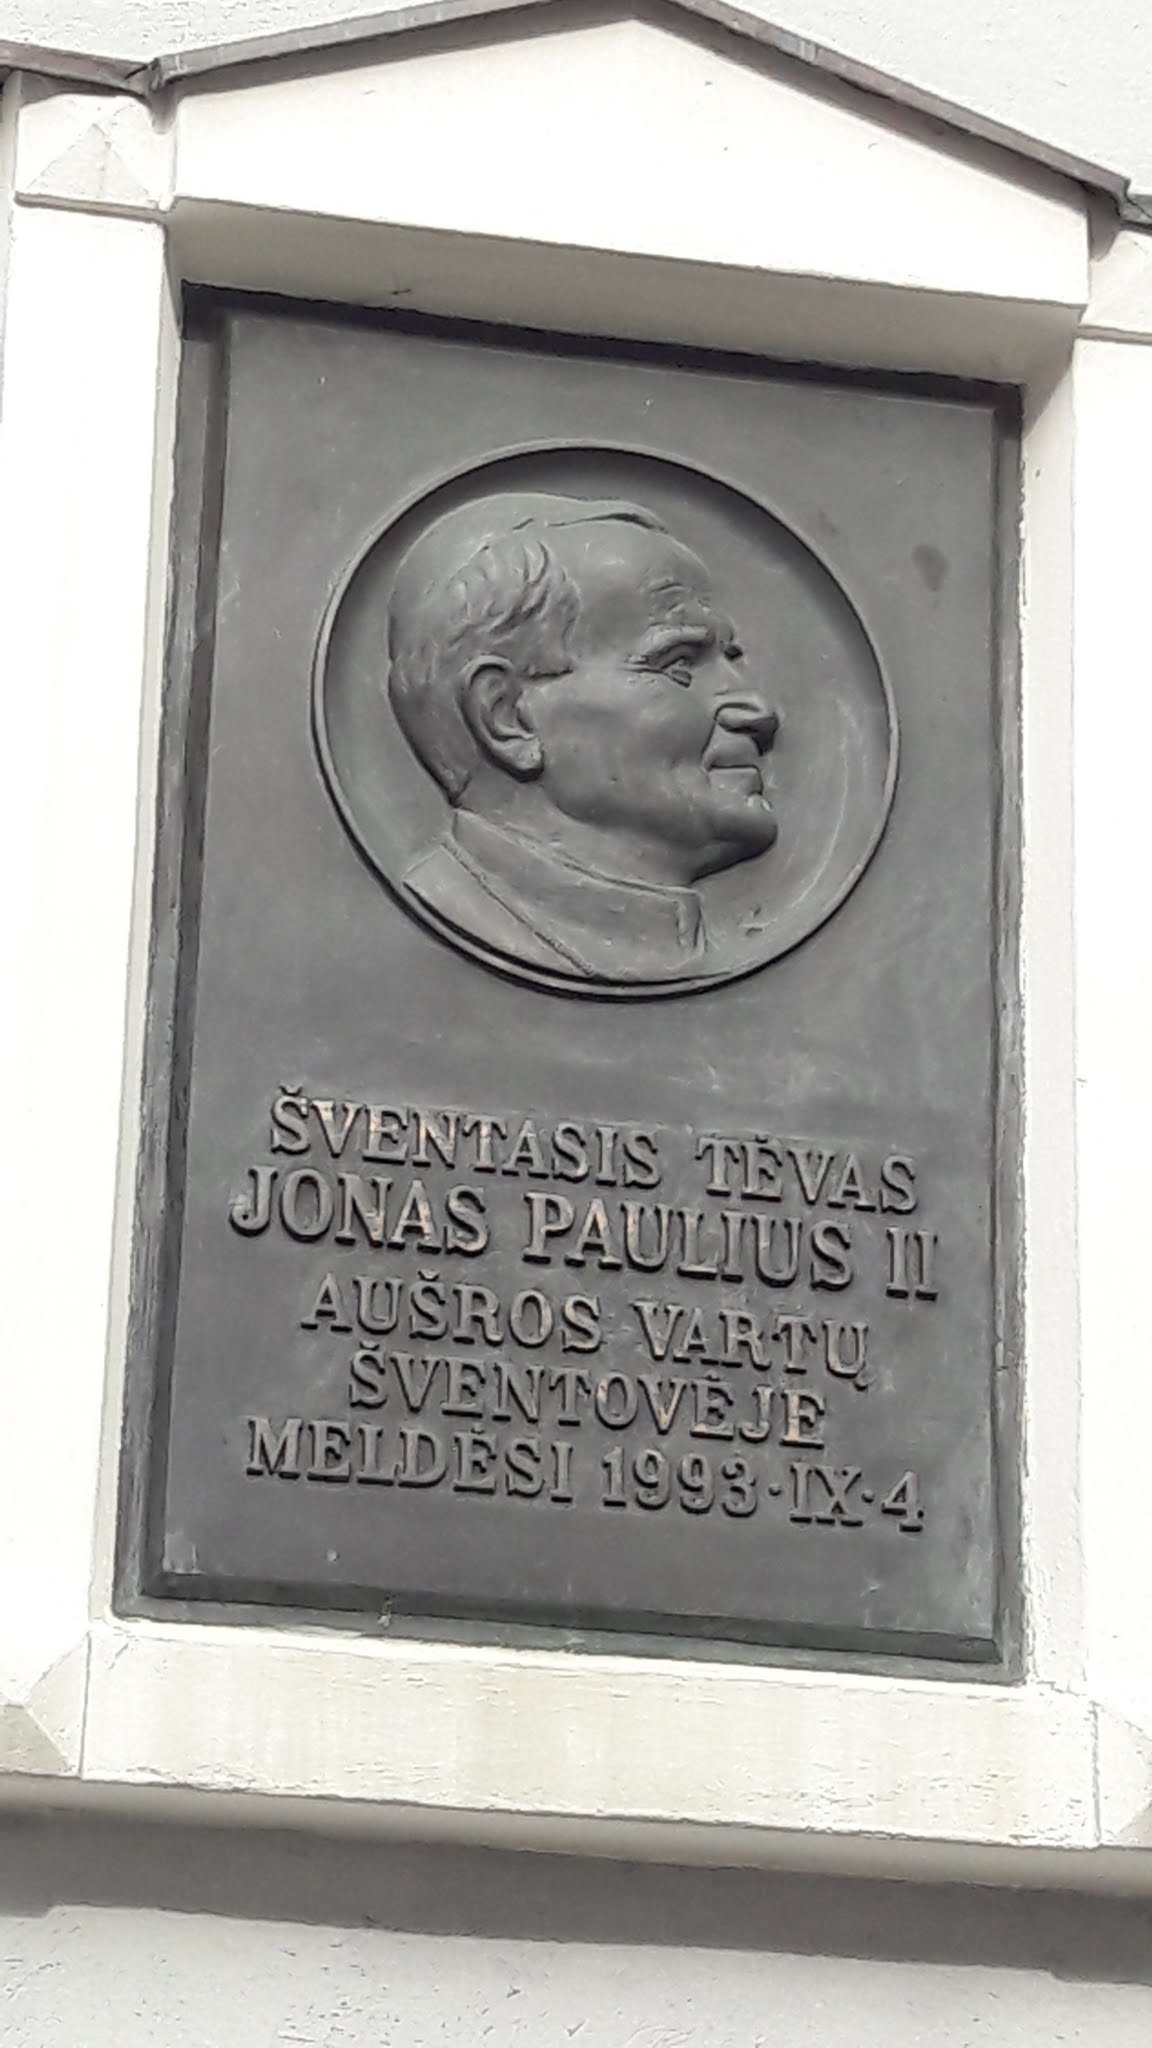 ŠVENTASIS TĖVAS
JONAS PAULIUS II
AUŠROS VARTŲ
ŠVENTOVĖJE
MELDĖSI 1993·IX·4